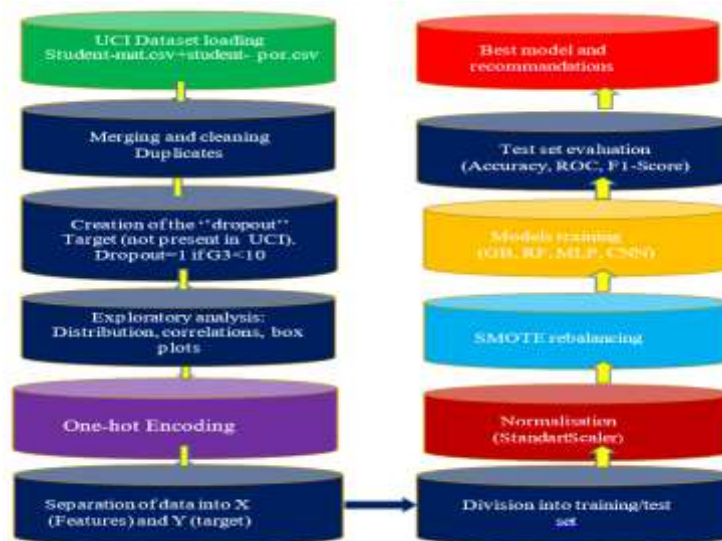 UCI Dataset loading
Student-mat.csv+student- por.csv
Merging and cleaning
Duplicates
Creation of the ‘’dropout’’
Target (not present in UCI).
Dropout=1 if G3<10
Exploratory analysis:
Distribution, correlations, box
plots
One-hot Encoding
Separation of data into X
(Features) and Y (target)
Division into training/test
set
Normalisation
(StandartScaler)
SMOTE rebalancing
Models training
(GB, RF, MLP, CNN)
Test set evaluation
(Accuracy, ROC, F1-Score)
Best model and
recommandations